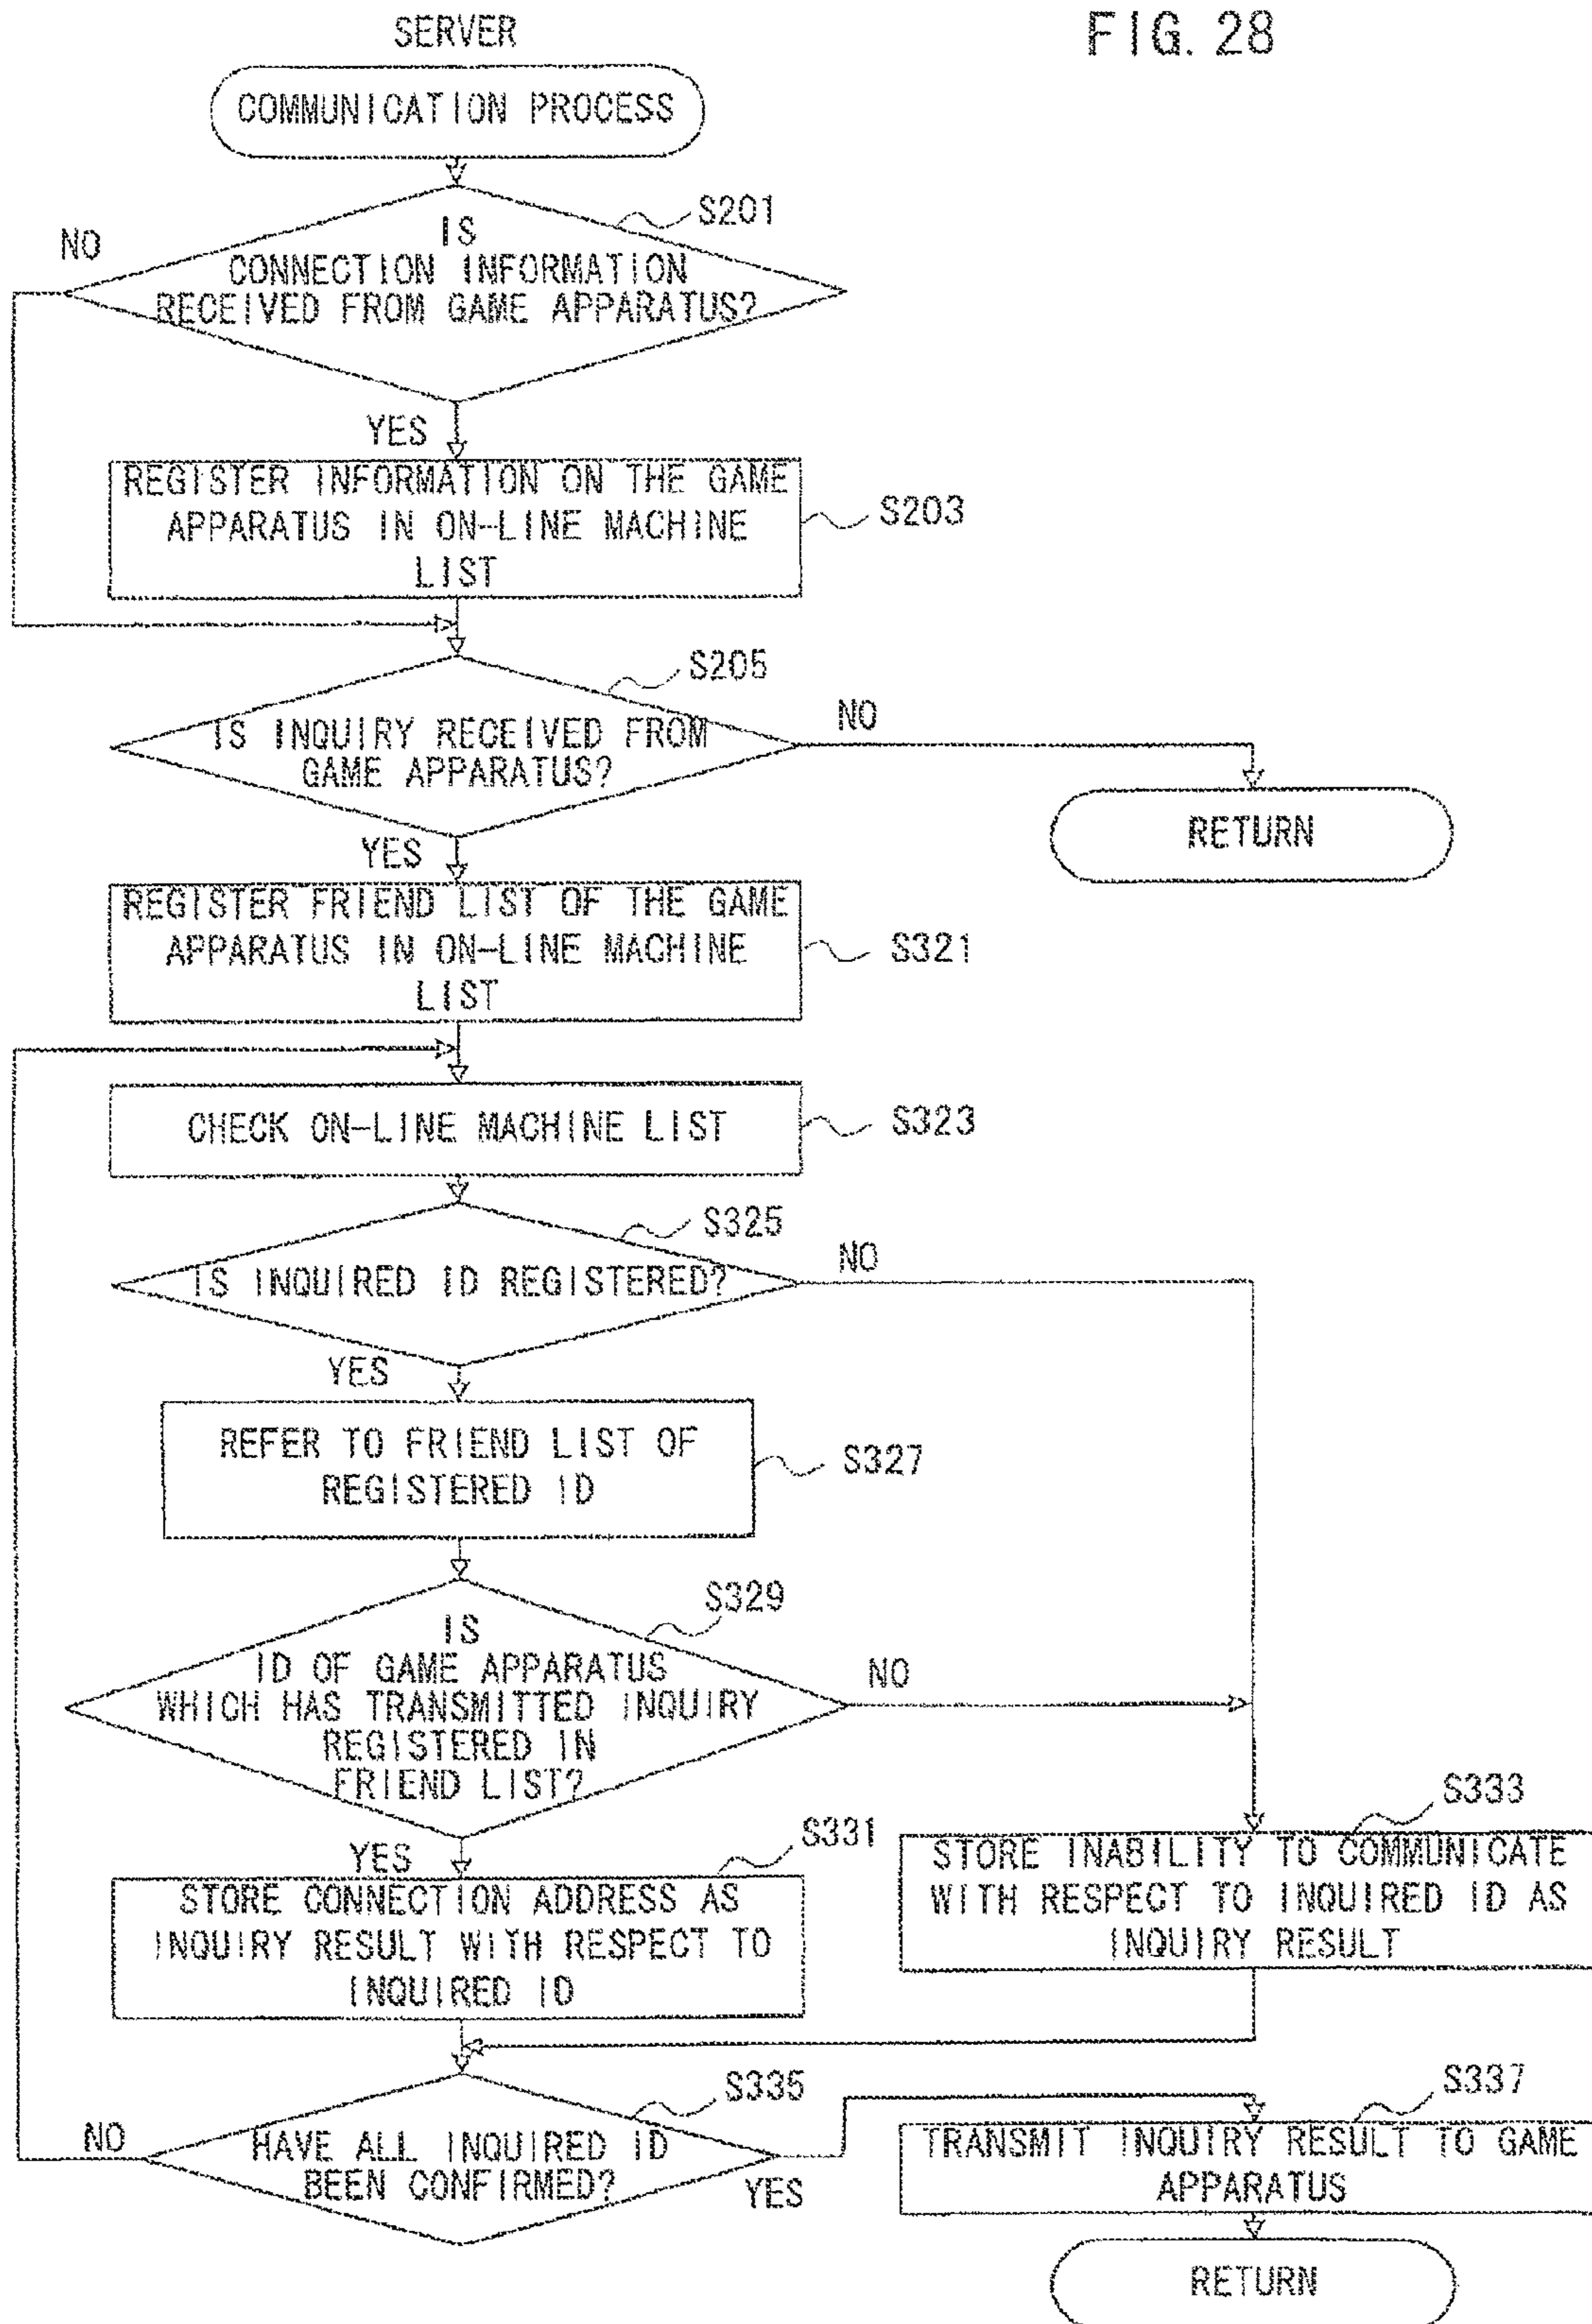 FIG. 28
SERVER
COMMUNICATION PROCESS
S201
NO
IS
CONNECTION INFORMATION
RECEIVED FROM GAME APPARATUS?
YES
REGISTER INFORMATION ON THE GAME
APPARATUS IN ON-LINE MACHINE
LIST
S203
S205
IS INQUIRY RECEIVED FROM
GAME APPARATUS?
NO
RETURN
YES
REGISTER FRIEND LIST OF THE GAME
APPARATUS IN ON-LINE MACHINE
LIST
S321
CHECK ON-LINE MACHINE LIST
S323
S325
IS INQUIRED ID REGISTERED?
NO
YES
REFER TO FRIEND LIST OF
REGISTERED ID
S327
S329
IS
ID OF GAME APPARATUS
WHICH HAS TRANSMITTED INQUIRY
REGISTERED IN
FRIEND LIST?
NO
YES
S331
STORE CONNECTION ADDRESS AS
INQUIRY RESULT WITH RESPECT TO
INQUIRED ID
S333
STORE INABILITY TO COMMUNICATE
WITH RESPECT TO INQUIRED ID AS
INQUIRY RESULT
S335
NO
HAVE ALL INQUIRED ID
BEEN CONFIRMED?
YES
S337
TRANSMIT INQUIRY RESULT TO GAME
APPARATUS
RETURN